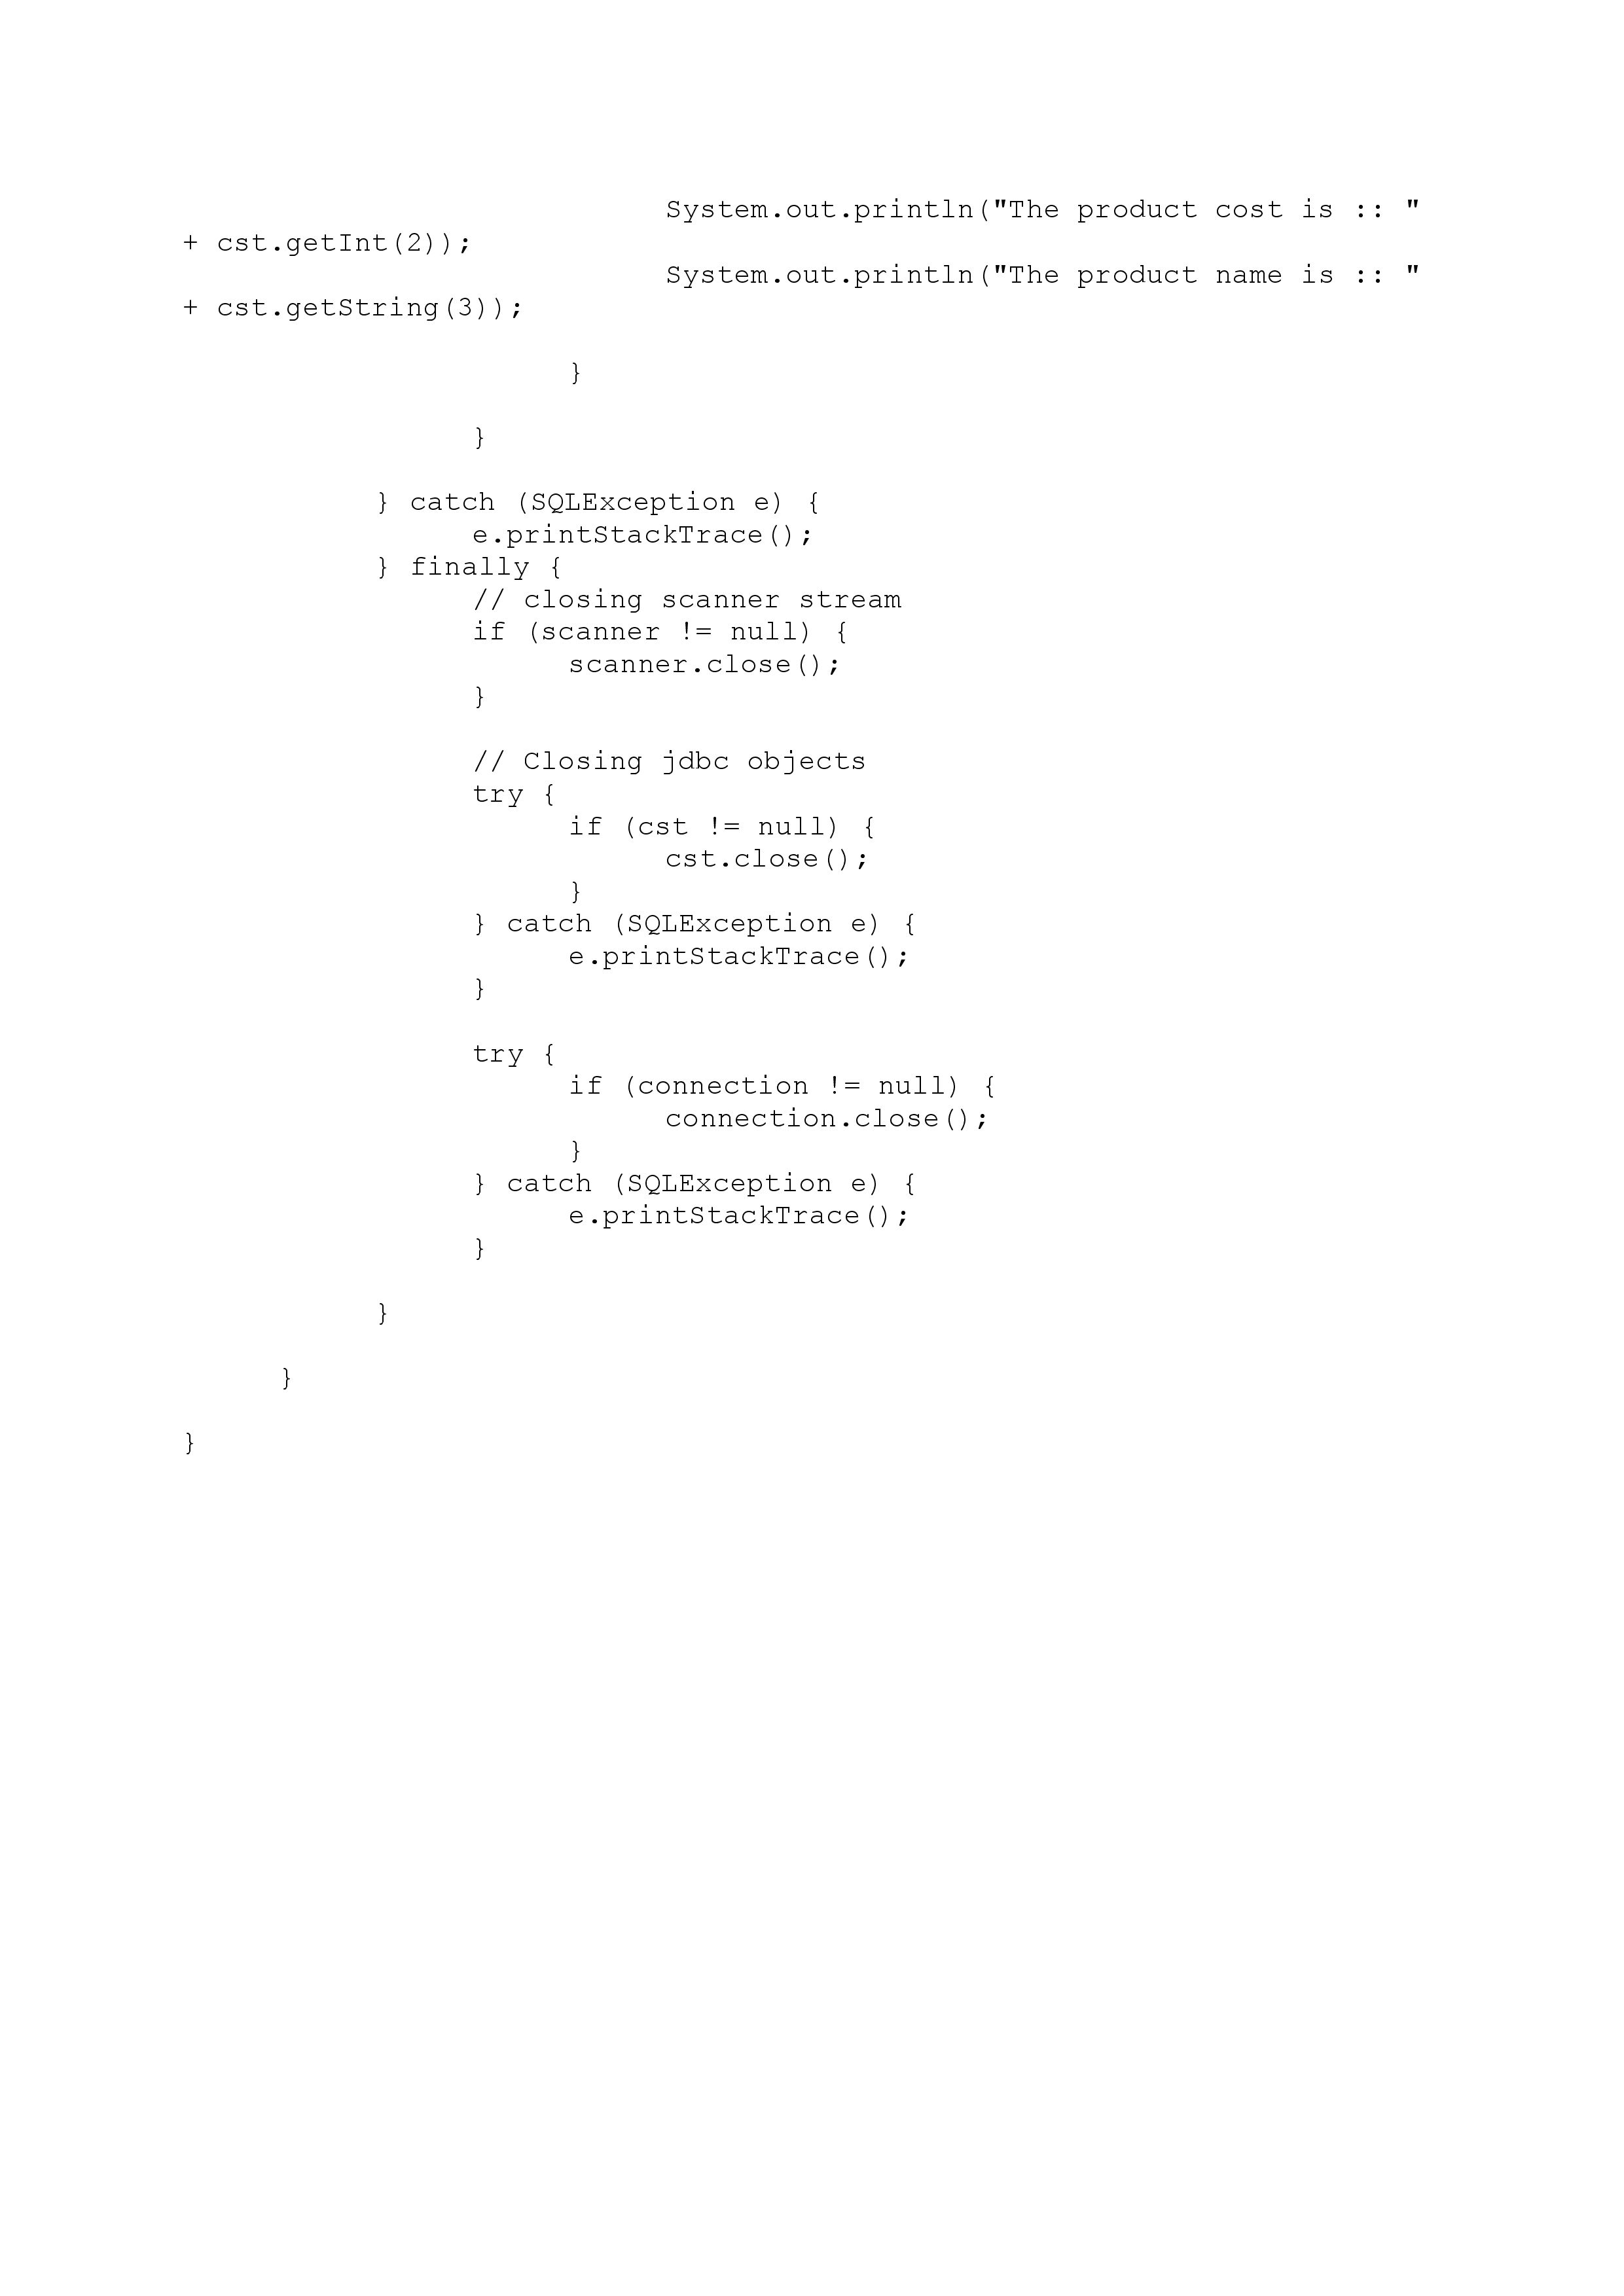 System.out.println("The product cost is :: "
+ cst.getInt(2));
System.out.println("The product name is :: "
+ cst.getString(3));
}
}
} catch (SQLException e) {
e.printStackTrace();
} finally {
// closing scanner stream
if (scanner != null) {
scanner.close();
}
// Closing jdbc objects
try {
if (cst != null) {
cst.close();
}
} catch (SQLException e) {
e.printStackTrace();
}
try {
if (connection != null) {
connection.close();
}
} catch (SQLException e) {
e.printStackTrace();
}
}
}
}